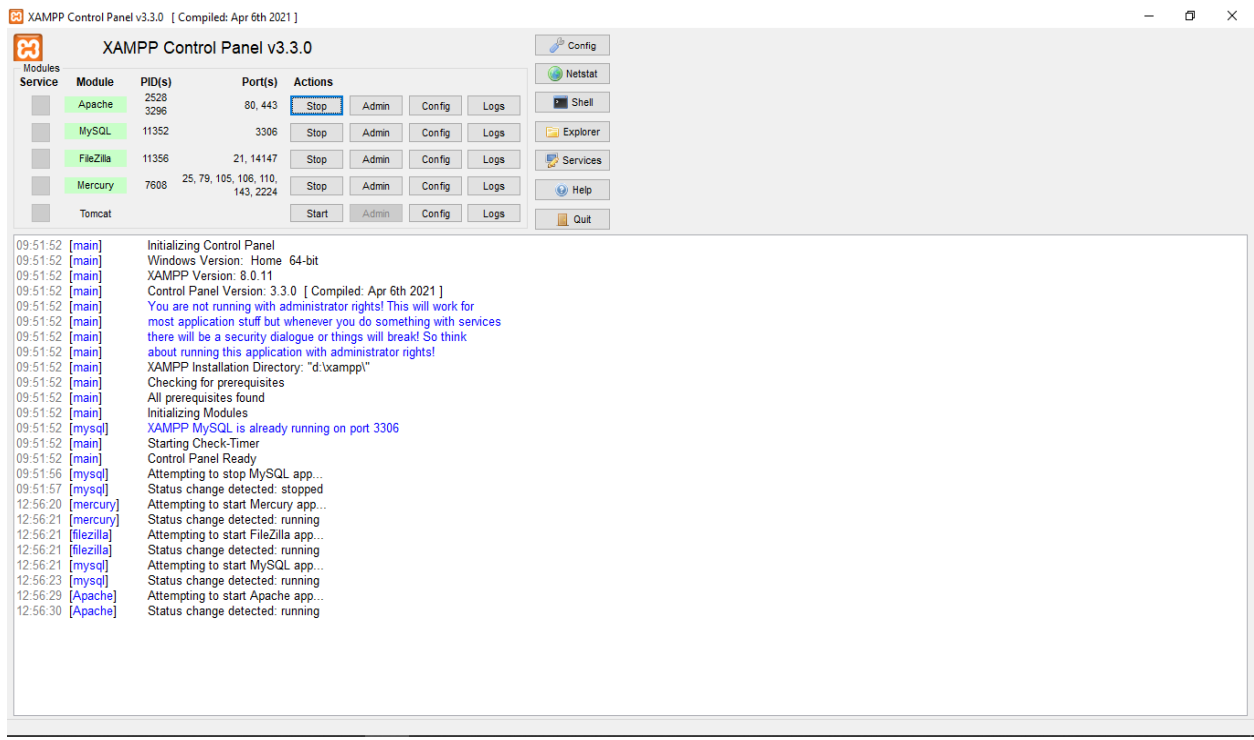 XAMPP Control Panel v3.3.0 [ Compiled: Apr 6th 2021 ]
XAMPP Control Panel v3.3.0
Config
Modules
Service Module PID(s) Port(s) Actions
Netstat
Apache 2528 3296 80, 443 Stop Admin Config Logs
Shell
MySQL 11352 3306 Stop Admin Config Logs
Explorer
FileZilla 11356 21, 14147 Stop Admin Config Logs
Services
Mercury 7608 25, 79, 105, 106, 110, 143, 2224 Stop Admin Config Logs
Help
Tomcat Start Admin Config Logs
Quit
09:51:52 [main] Initializing Control Panel
09:51:52 [main] Windows Version: Home 64-bit
09:51:52 [main] XAMPP Version: 8.0.11
09:51:52 [main] Control Panel Version: 3.3.0 [ Compiled: Apr 6th 2021 ]
09:51:52 [main] You are not running with administrator rights! This will work for
09:51:52 [main] most application stuff but whenever you do something with services
09:51:52 [main] there will be a security dialogue or things will break! So think
09:51:52 [main] about running this application with administrator rights!
09:51:52 [main] XAMPP Installation Directory: "d:\xampp\"
09:51:52 [main] Checking for prerequisites
09:51:52 [main] All prerequisites found
09:51:52 [main] Initializing Modules
09:51:52 [mysql] XAMPP MySQL is already running on port 3306
09:51:52 [main] Starting Check-Timer
09:51:52 [main] Control Panel Ready
09:51:56 [mysql] Attempting to stop MySQL app...
09:51:57 [mysql] Status change detected: stopped
12:56:20 [mercury] Attempting to start Mercury app...
12:56:21 [mercury] Status change detected: running
12:56:21 [filezilla] Attempting to start FileZilla app...
12:56:21 [filezilla] Status change detected: running
12:56:21 [mysql] Attempting to start MySQL app...
12:56:23 [mysql] Status change detected: running
12:56:29 [Apache] Attempting to start Apache app...
12:56:30 [Apache] Status change detected: running